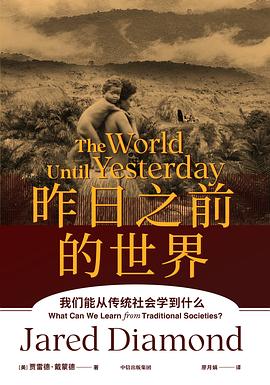 The World
Until Yesterday
昨日之前
的世界
我们能从传统社会学到什么
What Can We Learn from Traditional Societies?
Jared Diamond
[美] 贾雷德·戴蒙德 —— 著
中信出版集团
廖月娟 —— 译